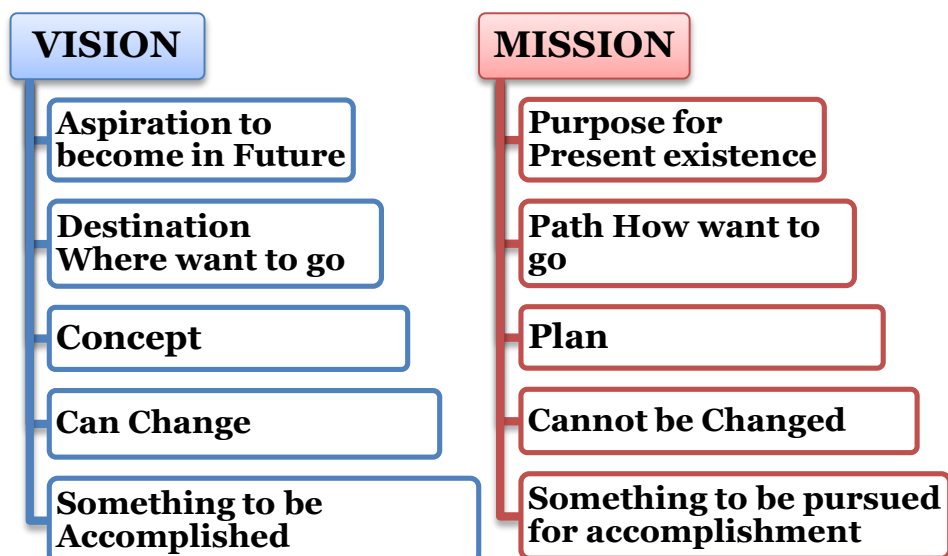 VISION
Aspiration to
become in Future
Destination
Where want to go
Concept
Can Change
Something to be
Accomplished
MISSION
Purpose for
Present existence
Path How want to
go
Plan
Cannot be Changed
Something to be pursued
for accomplishment